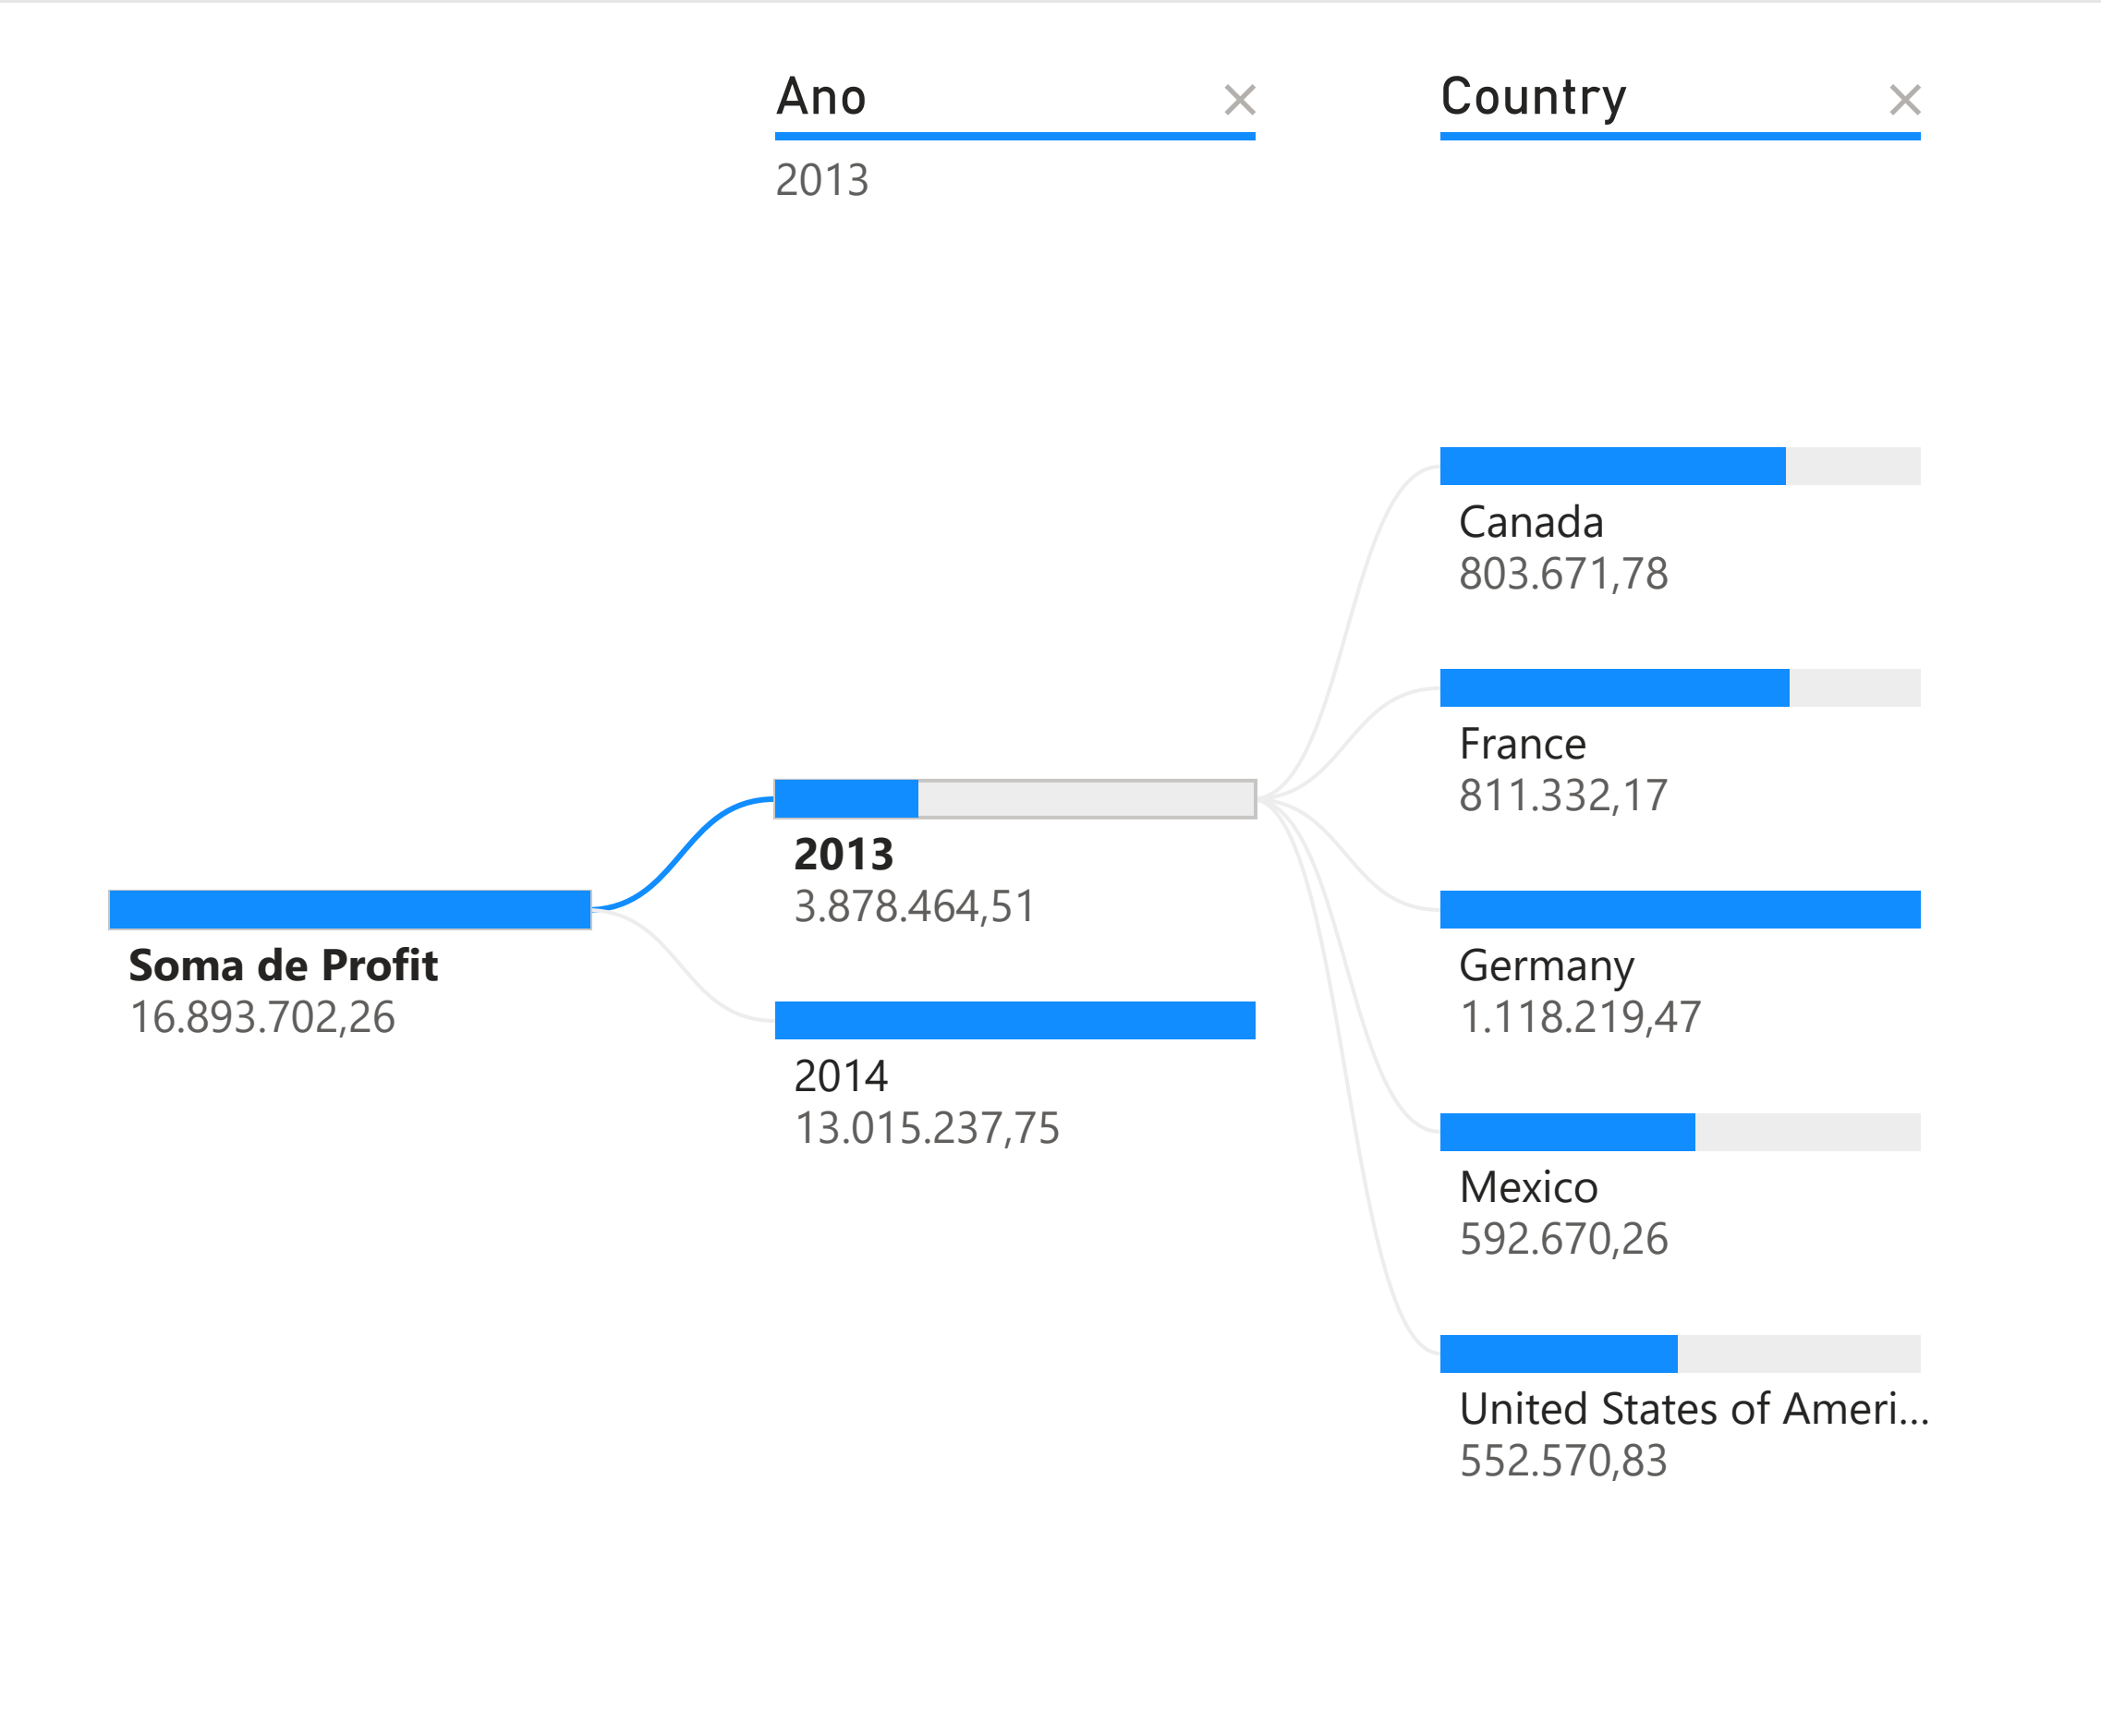 Ano
2013
Country
Soma de Profit
16.893.702,26
2013
3.878.464,51
2014
13.015.237,75
Canada
803.671,78
France
811.332,17
Germany
1.118.219,47
Mexico
592.670,26
United States of Ameri...
552.570,83